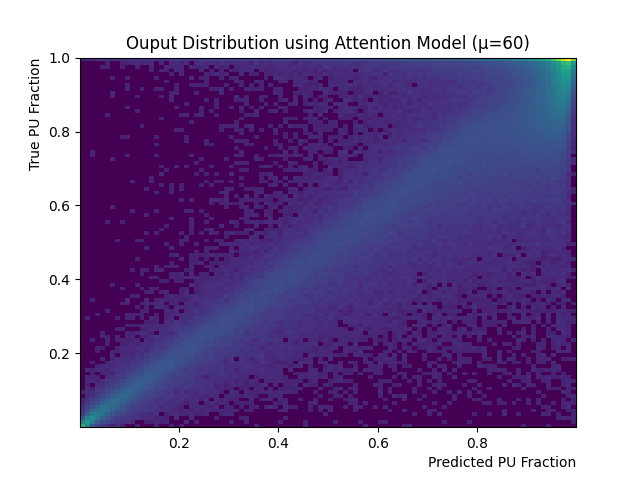 Ouput Distribution using Attention Model (μ=60)
True PU Fraction
1.0
0.8
0.6
0.4
0.2
0.2 0.4 0.6 0.8
Predicted PU Fraction